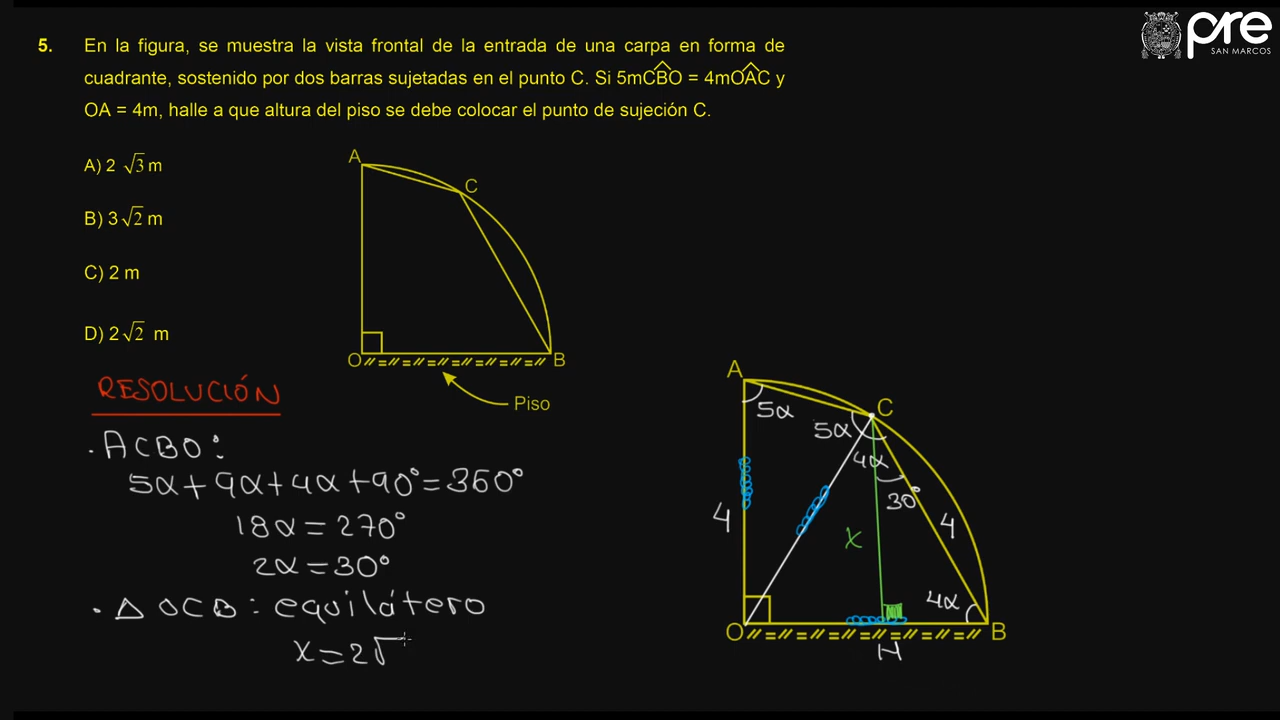 pre
SAN MARCOS
5. En la figura, se muestra la vista frontal de la entrada de una carpa en forma de
cuadrante, sostenido por dos barras sujetadas en el punto C. Si 5mCBO = 4mOAC y
OA = 4m, halle a que altura del piso se debe colocar el punto de sujeción C.
A) 2 √3 m
B) 3 √2 m
C) 2 m
D) 2 √2 m
A
C
O
B
Piso
RESOLUCIÓN
. ACBO:
5α + 9α + 4α + 90° = 360°
18α = 270°
2α = 30°
. △ OCB: equilátero
x = 2√
A
C
5α
5α
4α
30°
4
x
4
4α
O
B
H